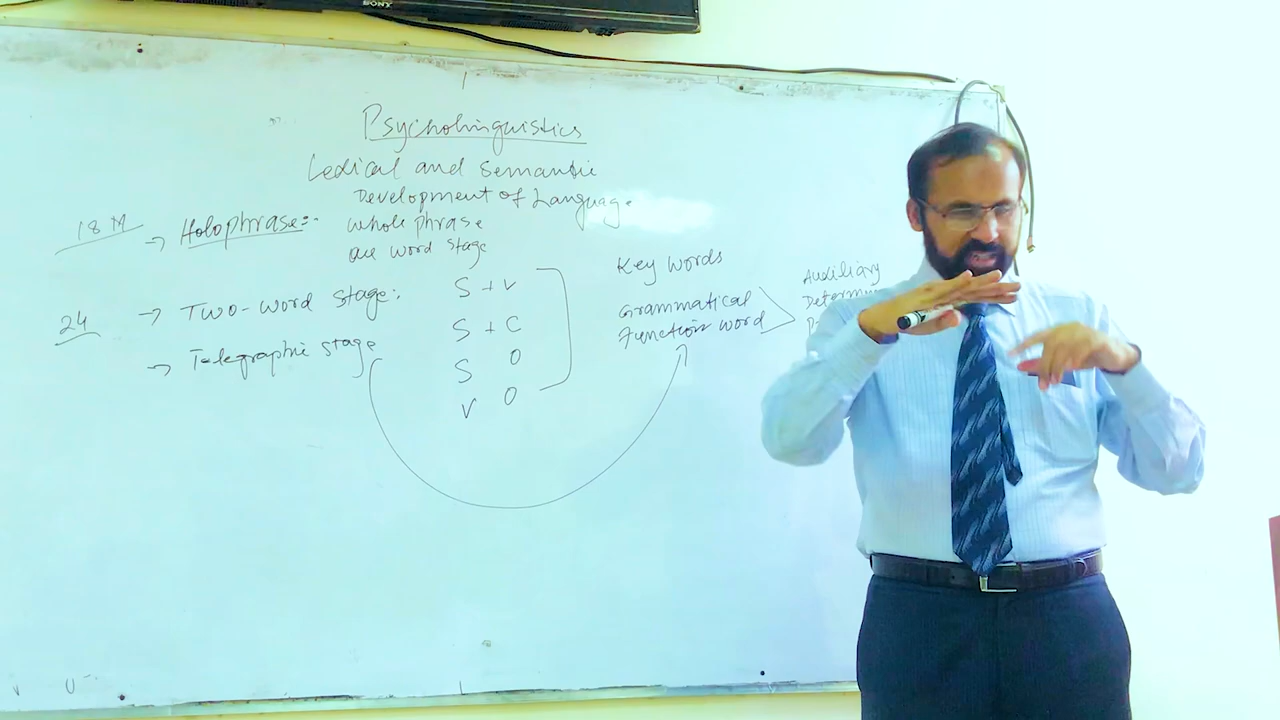 SONY
Psycholinguistics
Ledical and Semantic
Development of Language.
18 M
→ Holophrase:- whole phrase
one word stage
24
→ Two-word stage:
→ Telegraphic stage
S + V
S + C
S O
V O
Key words
Grammatical
Function word
Auxiliary